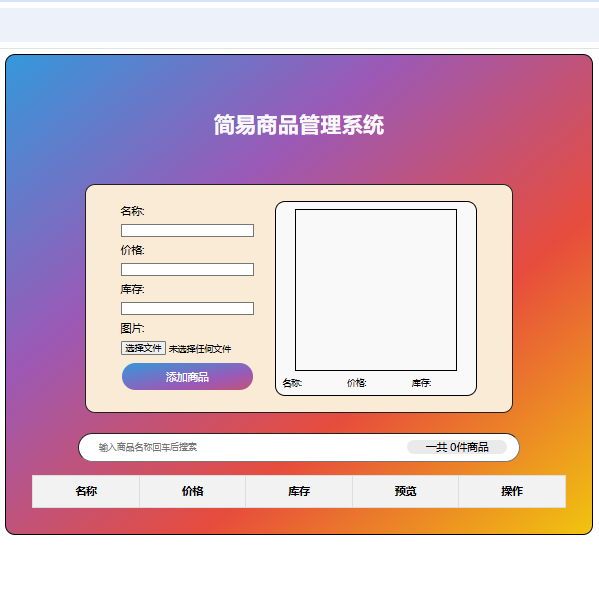 简易商品管理系统
名称:
价格:
库存:
图片:
选择文件 未选择任何文件
添加商品
名称: 价格: 库存:
输入商品名称回车后搜索 一共 0件商品
名称 价格 库存 预览 操作